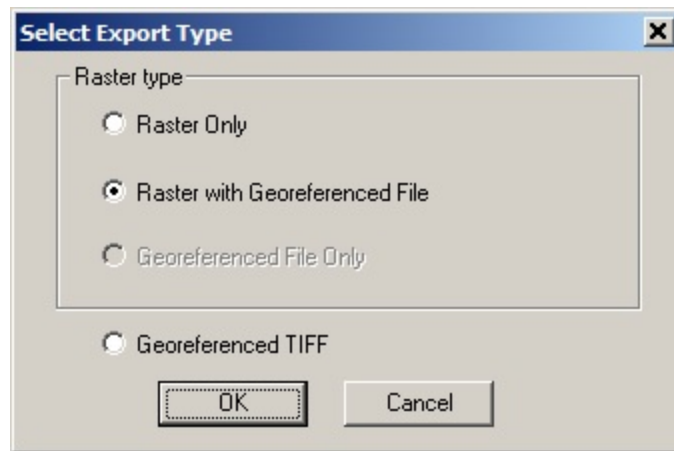 Select Export Type
Raster type
Raster Only
Raster with Georeferenced File
Georeferenced File Only
Georeferenced TIFF
OK Cancel